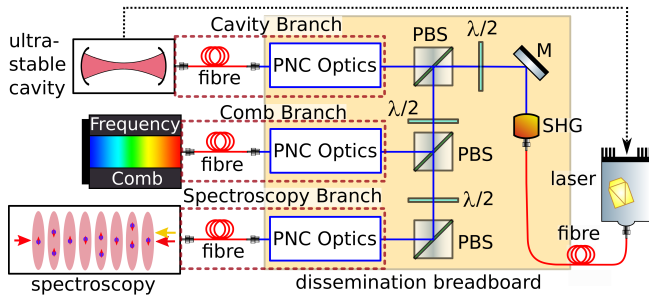 Cavity Branch
ultra-
stable
cavity
fibre
PNC Optics
PBS
λ/2
M
Comb Branch
Frequency
Comb
fibre
PNC Optics
λ/2
PBS
SHG
laser
Spectroscopy Branch
fibre
PNC Optics
λ/2
PBS
fibre
spectroscopy
dissemination breadboard